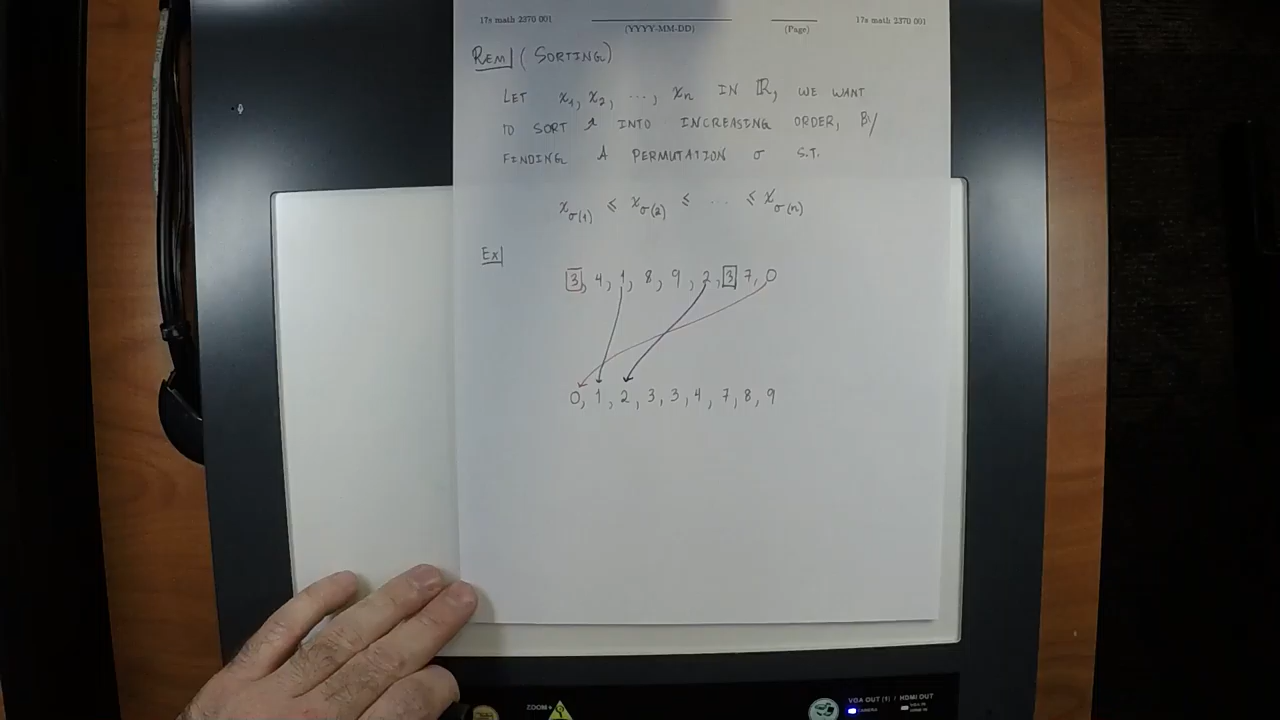 17s math 2370 001 (YYYY-MM-DD) (Page) 17s math 2370 001
REM (SORTING)
LET x1, x2, ..., xn IN ℝ, WE WANT
TO SORT INTO INCREASING ORDER, BY
FINDING A PERMUTATION σ S.T.
xσ(1) ≤ xσ(2) ≤ ... ≤ xσ(n)
EX
3, 4, 1, 8, 9, 2, 3 7, 0
0, 1, 2, 3, 3, 4, 7, 8, 9
ZOOM+ VGA OUT (1) / HDMI OUT